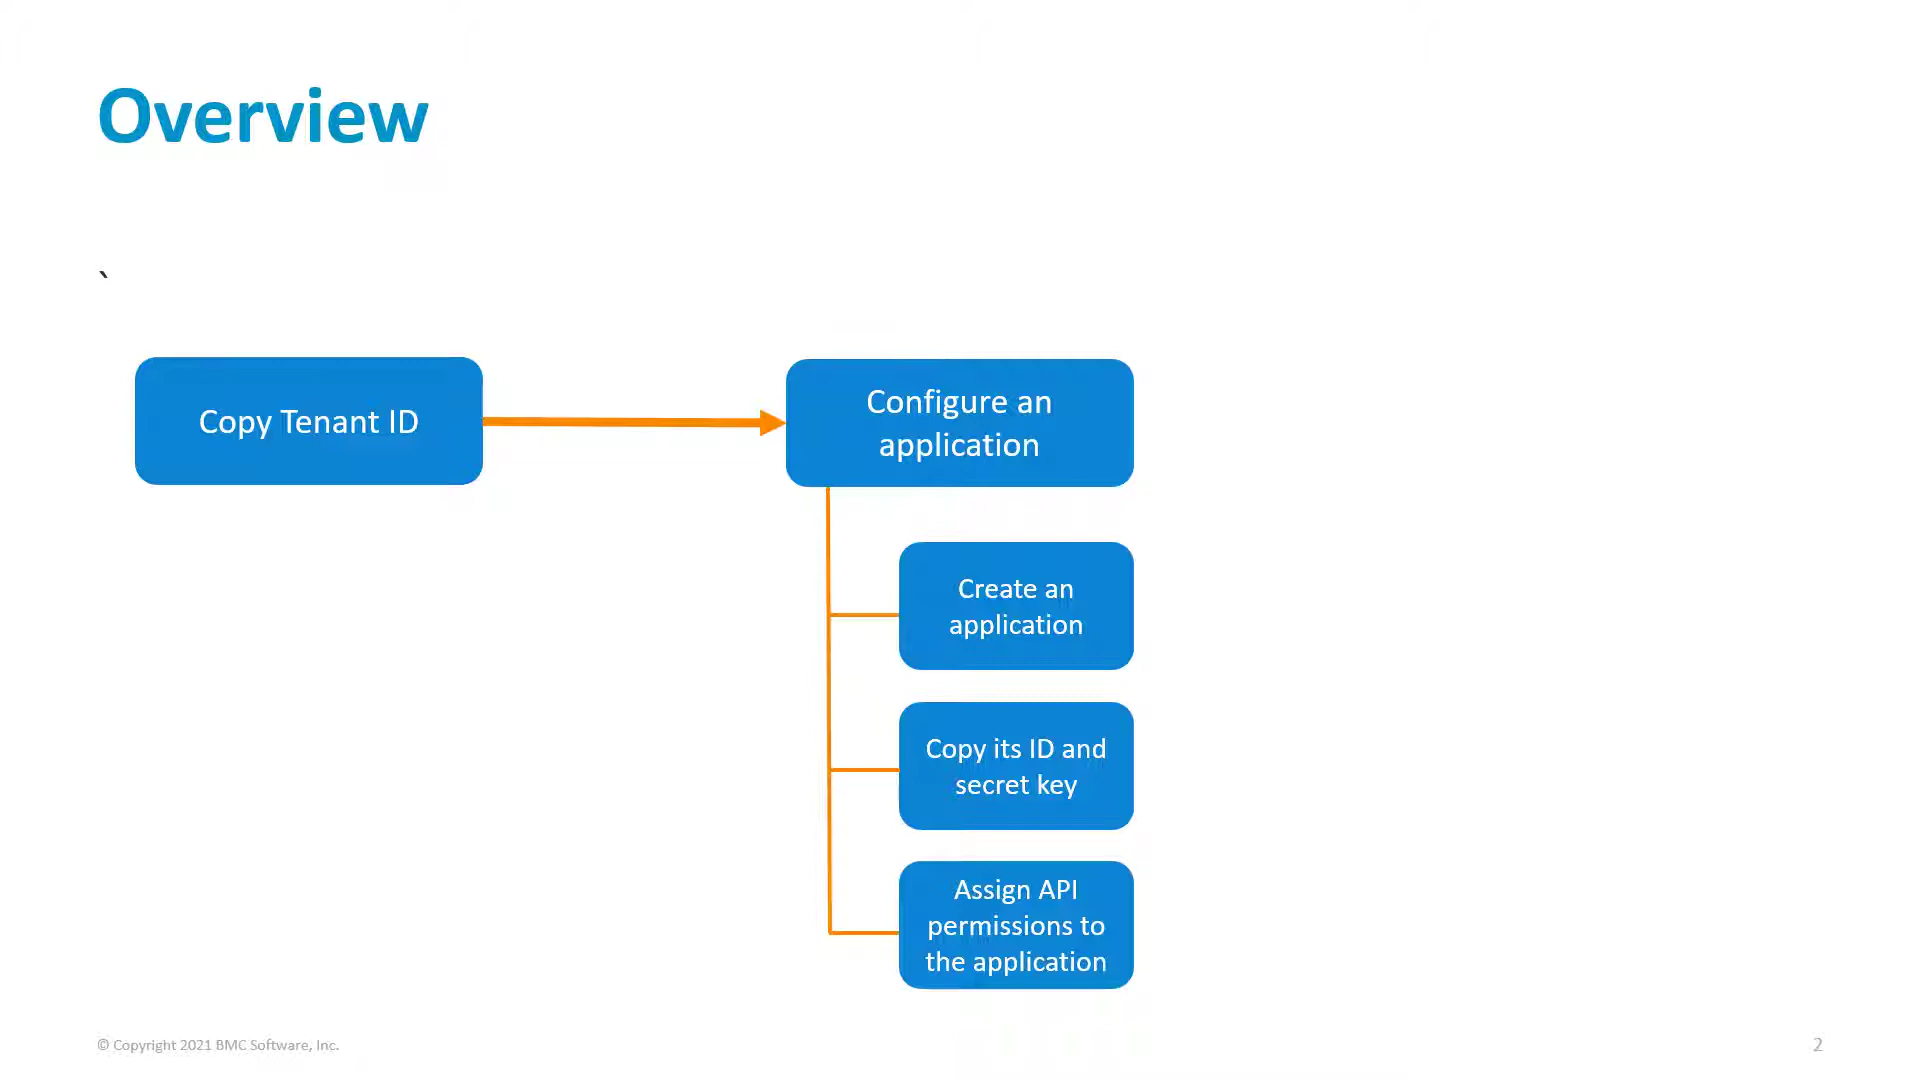 Overview
`
Copy Tenant ID
Configure an
application
Create an
application
Copy its ID and
secret key
Assign API
permissions to
the application
© Copyright 2021 BMC Software, Inc.
2